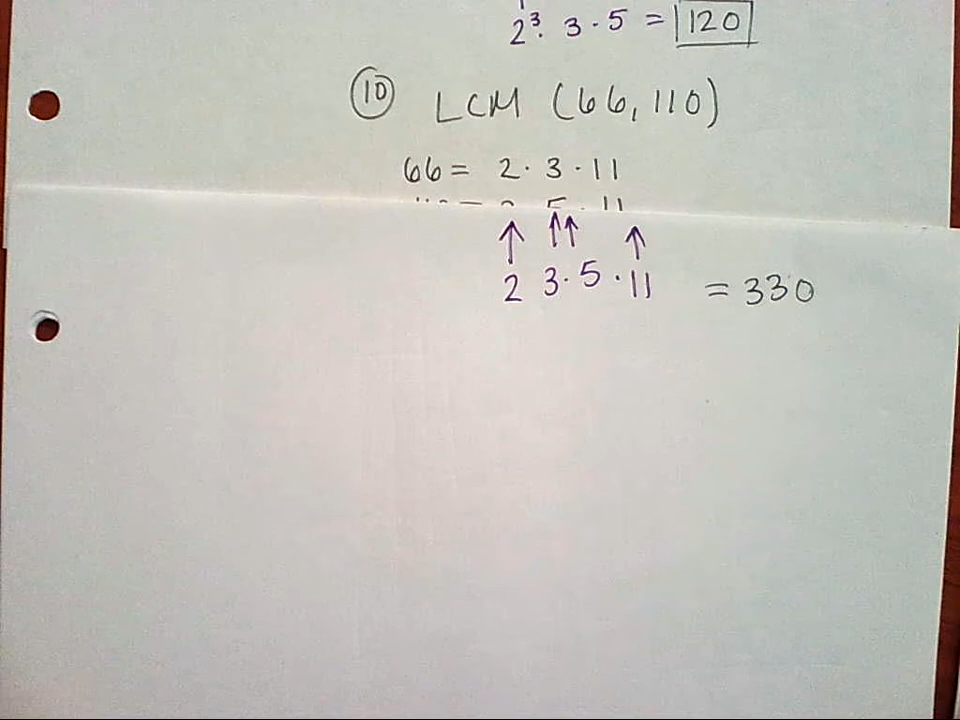 2³· 3 · 5 = 120
10 LCM (66, 110)
66 = 2 · 3 · 11
↑ ↑↑ ↑
2 3 · 5 · 11 = 330